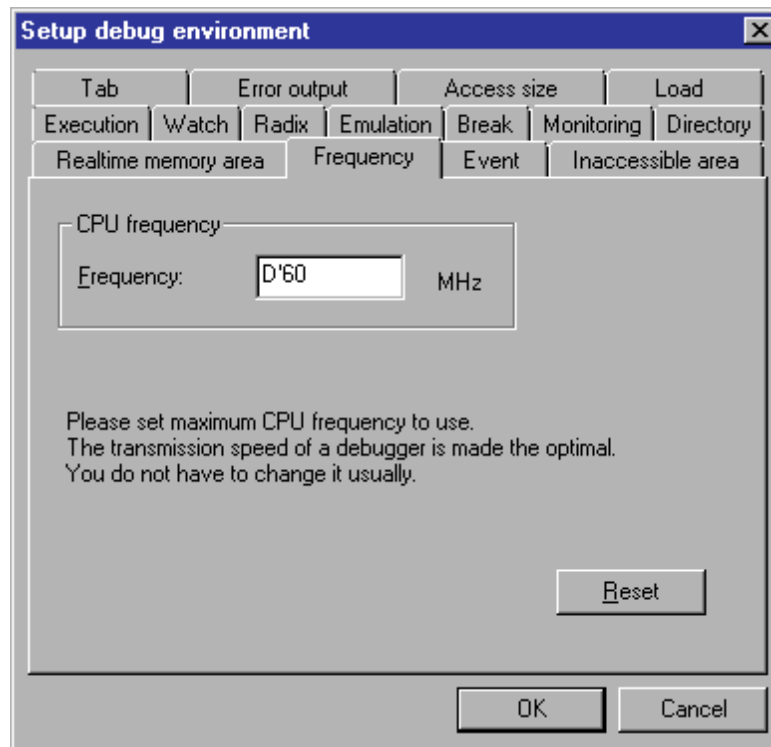 Setup debug environment
Tab Error output Access size Load
Execution Watch Radix Emulation Break Monitoring Directory
Realtime memory area Frequency Event Inaccessible area
CPU frequency
Frequency: D'60 MHz
Please set maximum CPU frequency to use.
The transmission speed of a debugger is made the optimal.
You do not have to change it usually.
Reset
OK Cancel